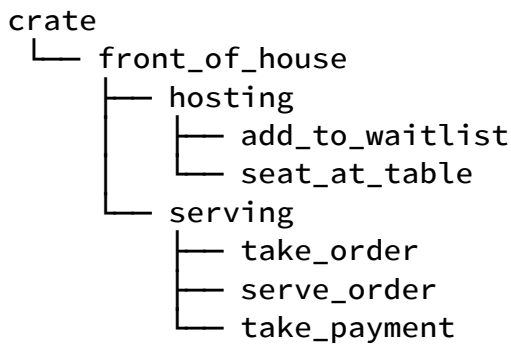 crate
└── front_of_house
├── hosting
│ ├── add_to_waitlist
│ └── seat_at_table
└── serving
├── take_order
├── serve_order
└── take_payment